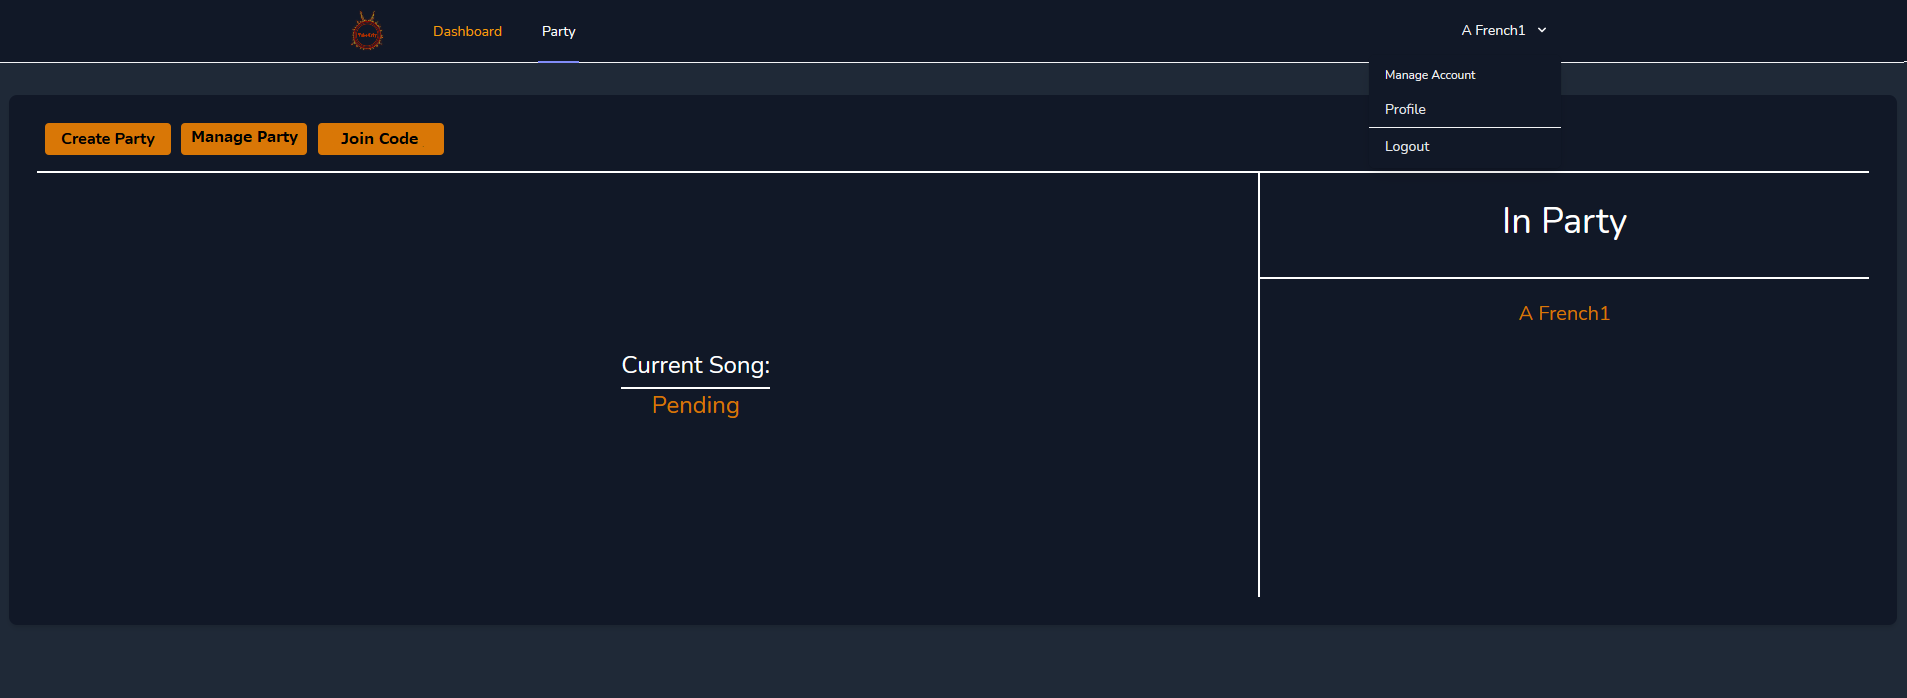 Dashboard
Party
A French1
Manage Account
Profile
Logout
Create Party
Manage Party
Join Code
In Party
A French1
Current Song:
Pending